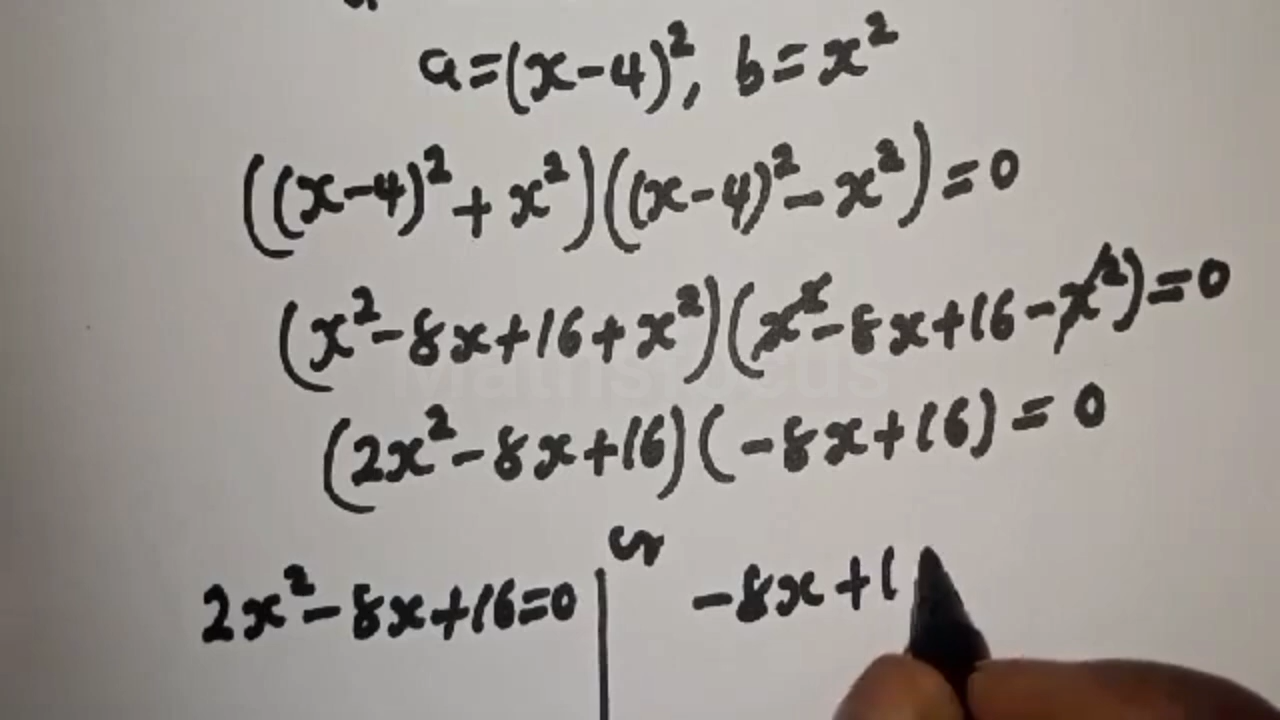 a=(x-4)², b=x²
((x-4)²+x²)((x-4)²-x²)=0
(x²-8x+16+x²)(x²-8x+16-x²)=0
Mathsfocus
(2x²-8x+16)(-8x+16)=0
or
2x²-8x+16=0
-8x+1